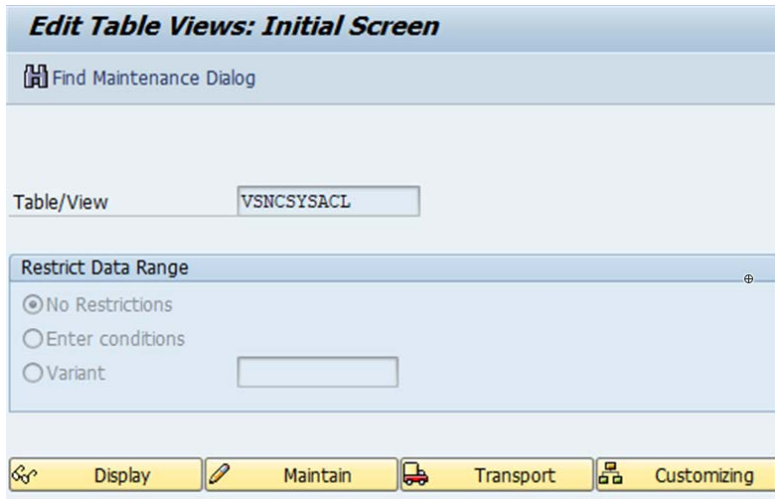 Edit Table Views: Initial Screen
Find Maintenance Dialog
Table/View VSNCSYSACL
Restrict Data Range
No Restrictions
Enter conditions
Variant
Display Maintain Transport Customizing